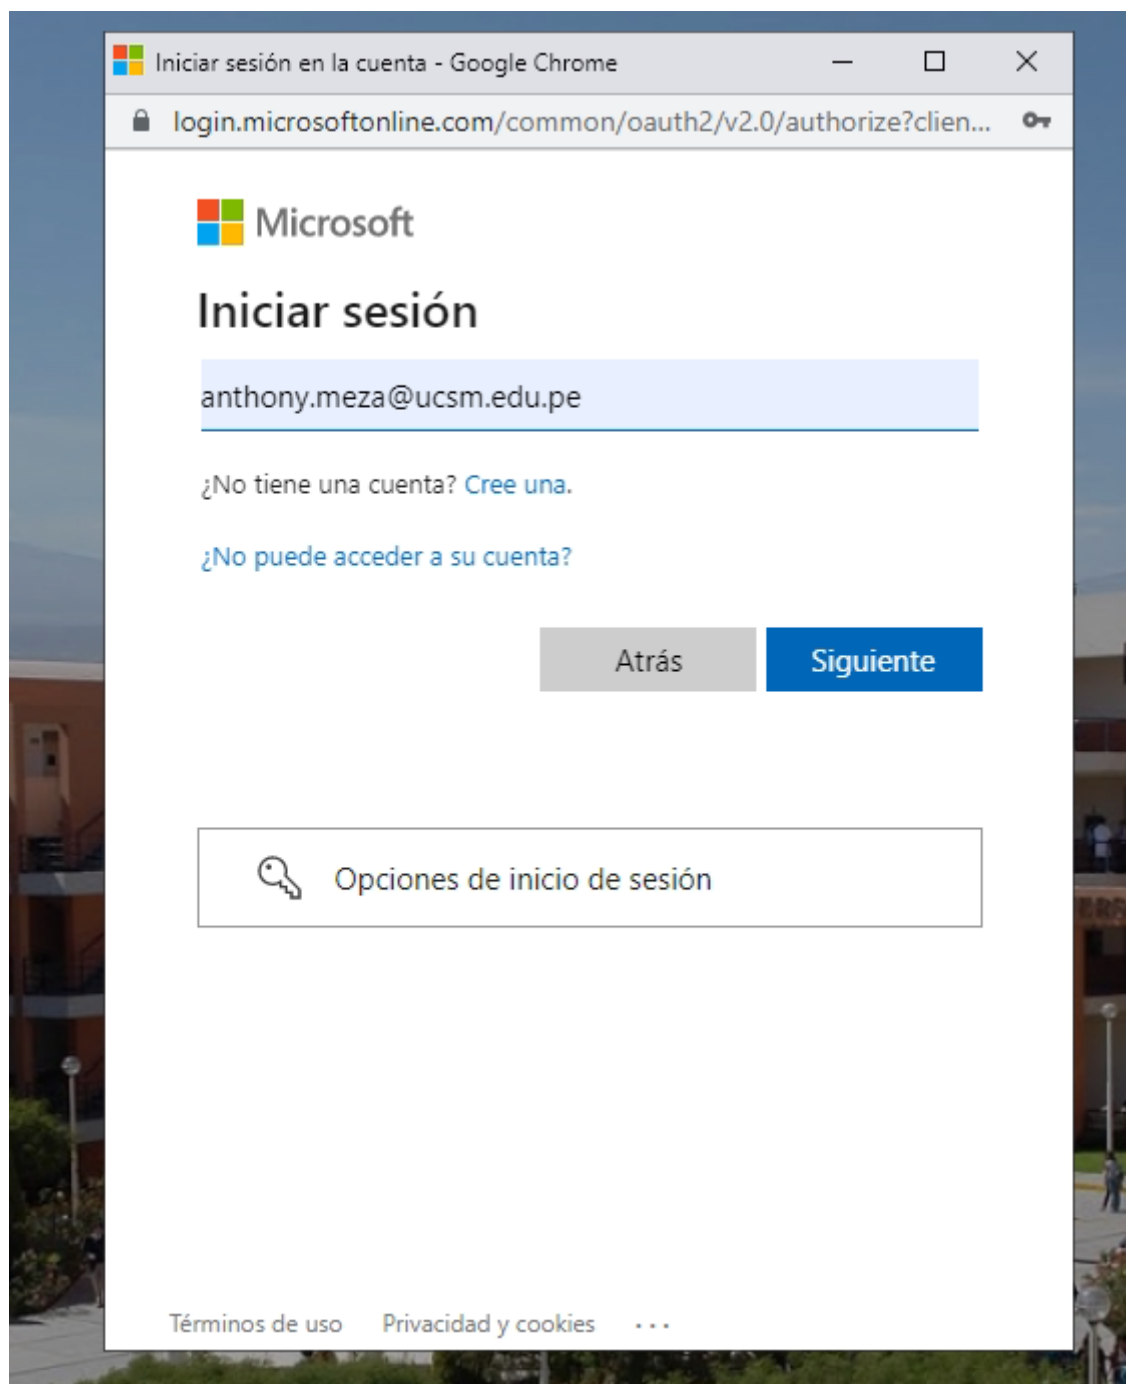 Iniciar sesión en la cuenta - Google Chrome
login.microsoftonline.com/common/oauth2/v2.0/authorize?clien...
Microsoft
Iniciar sesión
anthony.meza@ucsm.edu.pe
¿No tiene una cuenta? Cree una.
¿No puede acceder a su cuenta?
Atrás Siguiente
Opciones de inicio de sesión
ERS
Términos de uso Privacidad y cookies ...